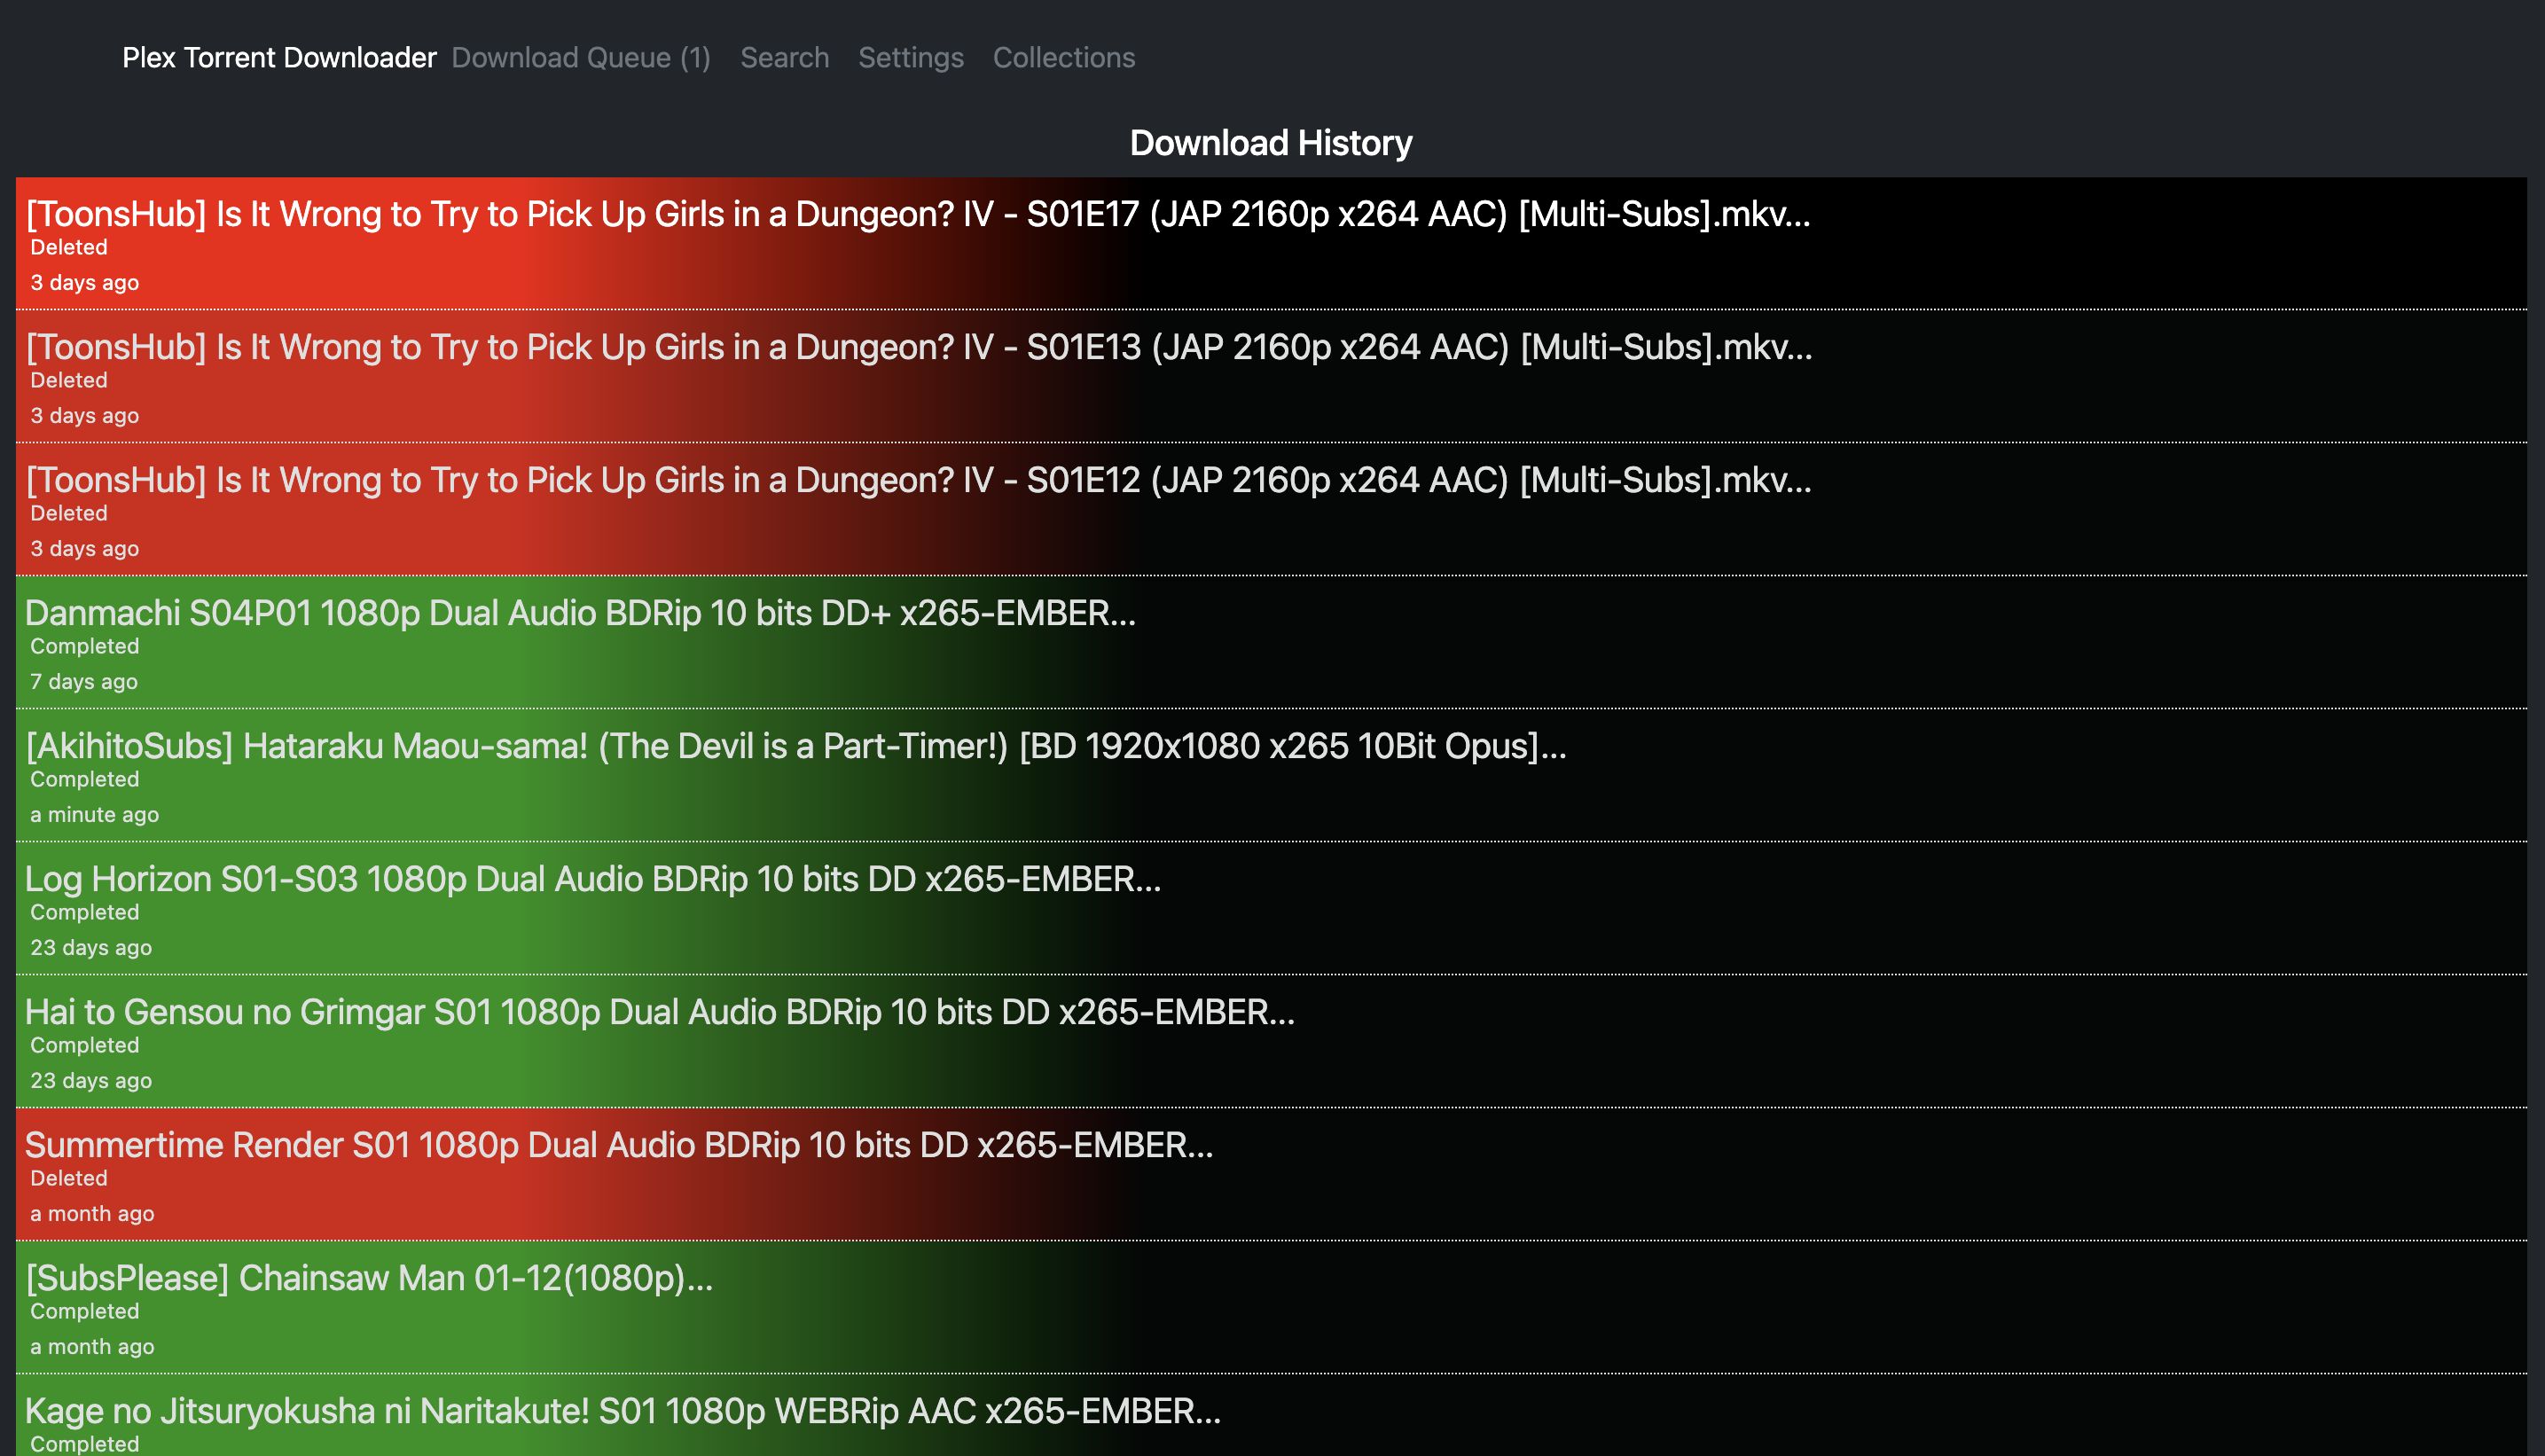 Plex Torrent Downloader Download Queue (1) Search Settings Collections
Download History
[ToonsHub] Is It Wrong to Try to Pick Up Girls in a Dungeon? IV - S01E17 (JAP 2160p x264 AAC) [Multi-Subs].mkv...
Deleted
3 days ago
[ToonsHub] Is It Wrong to Try to Pick Up Girls in a Dungeon? IV - S01E13 (JAP 2160p x264 AAC) [Multi-Subs].mkv...
Deleted
3 days ago
[ToonsHub] Is It Wrong to Try to Pick Up Girls in a Dungeon? IV - S01E12 (JAP 2160p x264 AAC) [Multi-Subs].mkv...
Deleted
3 days ago
Danmachi S04P01 1080p Dual Audio BDRip 10 bits DD+ x265-EMBER...
Completed
7 days ago
[AkihitoSubs] Hataraku Maou-sama! (The Devil is a Part-Timer!) [BD 1920x1080 x265 10Bit Opus]...
Completed
a minute ago
Log Horizon S01-S03 1080p Dual Audio BDRip 10 bits DD x265-EMBER...
Completed
23 days ago
Hai to Gensou no Grimgar S01 1080p Dual Audio BDRip 10 bits DD x265-EMBER...
Completed
23 days ago
Summertime Render S01 1080p Dual Audio BDRip 10 bits DD x265-EMBER...
Deleted
a month ago
[SubsPlease] Chainsaw Man 01-12(1080p)...
Completed
a month ago
Kage no Jitsuryokusha ni Naritakute! S01 1080p WEBRip AAC x265-EMBER...
Completed